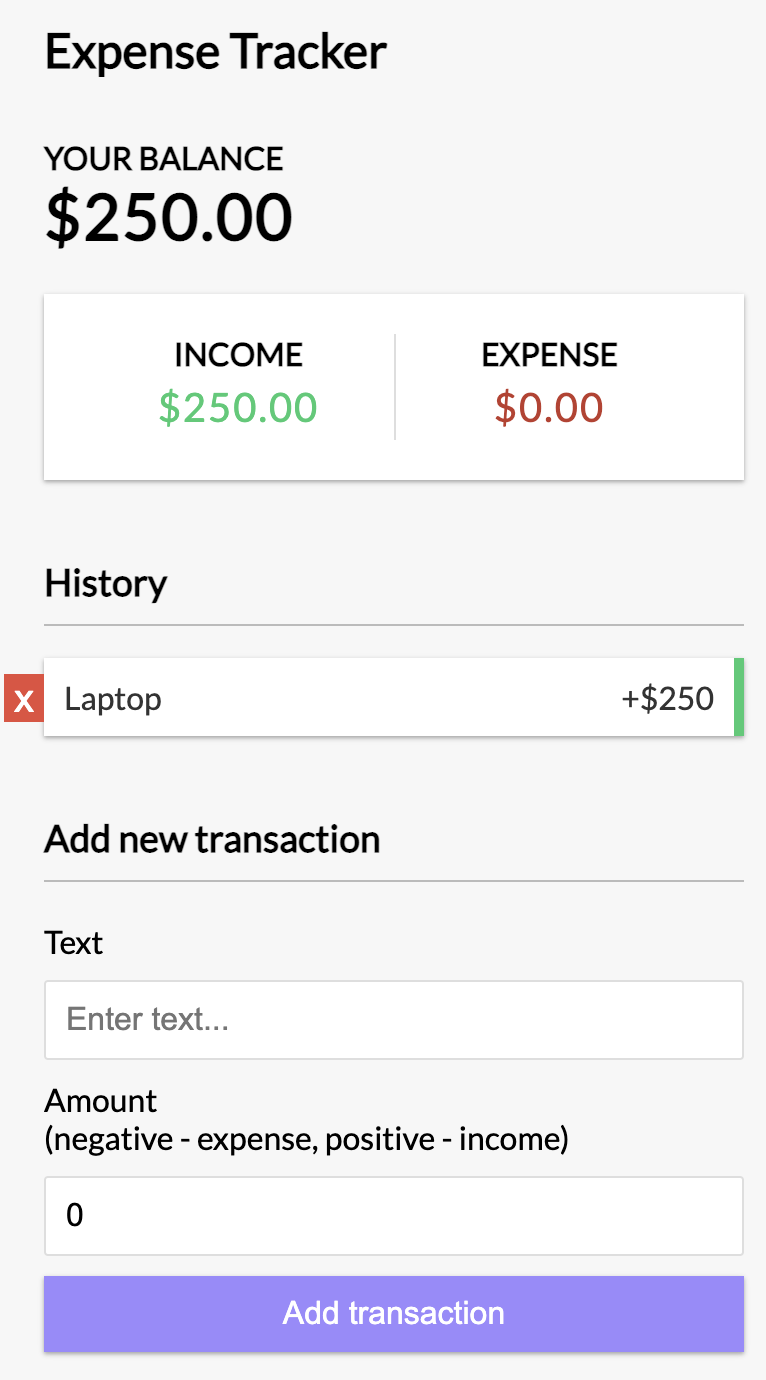 Expense Tracker
YOUR BALANCE
$250.00
INCOME
$250.00
EXPENSE
$0.00
History
x Laptop +$250
Add new transaction
Text
Enter text...
Amount
(negative - expense, positive - income)
0
Add transaction